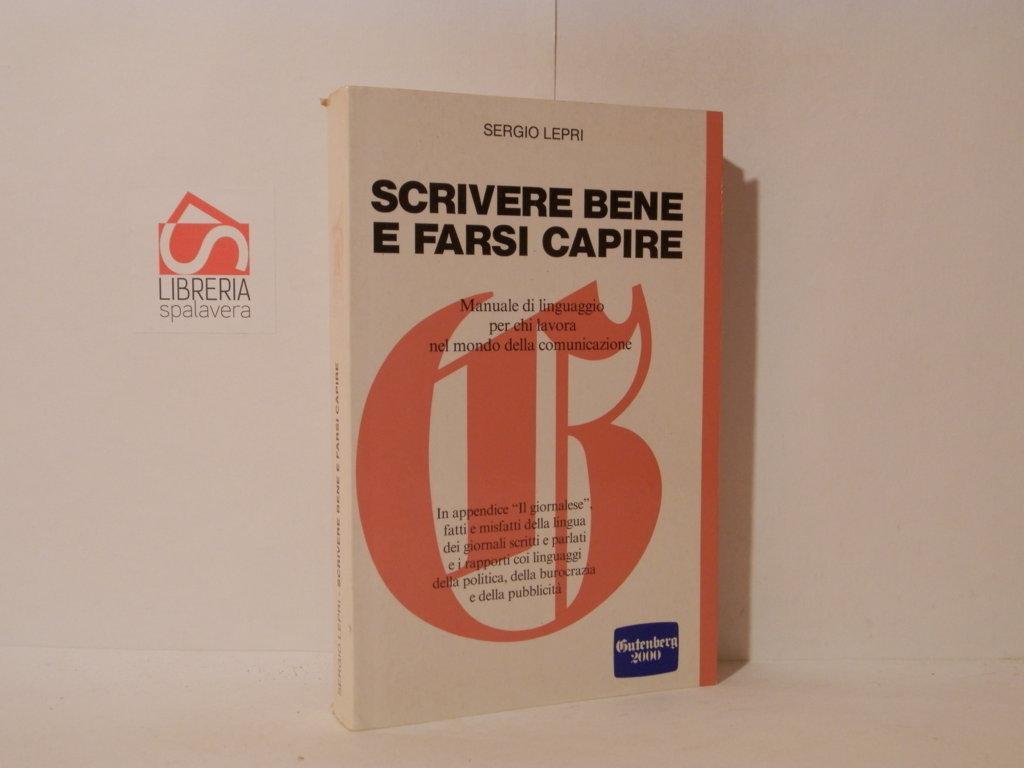 SERGIO LEPRI
SCRIVERE BENE
E FARSI CAPIRE
Manuale di linguaggio
per chi lavora
nel mondo della comunicazione
In appendice “Il giornalese”,
fatti e misfatti della lingua
dei giornali scritti e parlati
e i rapporti coi linguaggi
della politica, della burocrazia
e della pubblicità
Gutenberg
2000
SERGIO LEPRI - SCRIVERE BENE E FARSI CAPIRE
LIBRERIA
spalavera